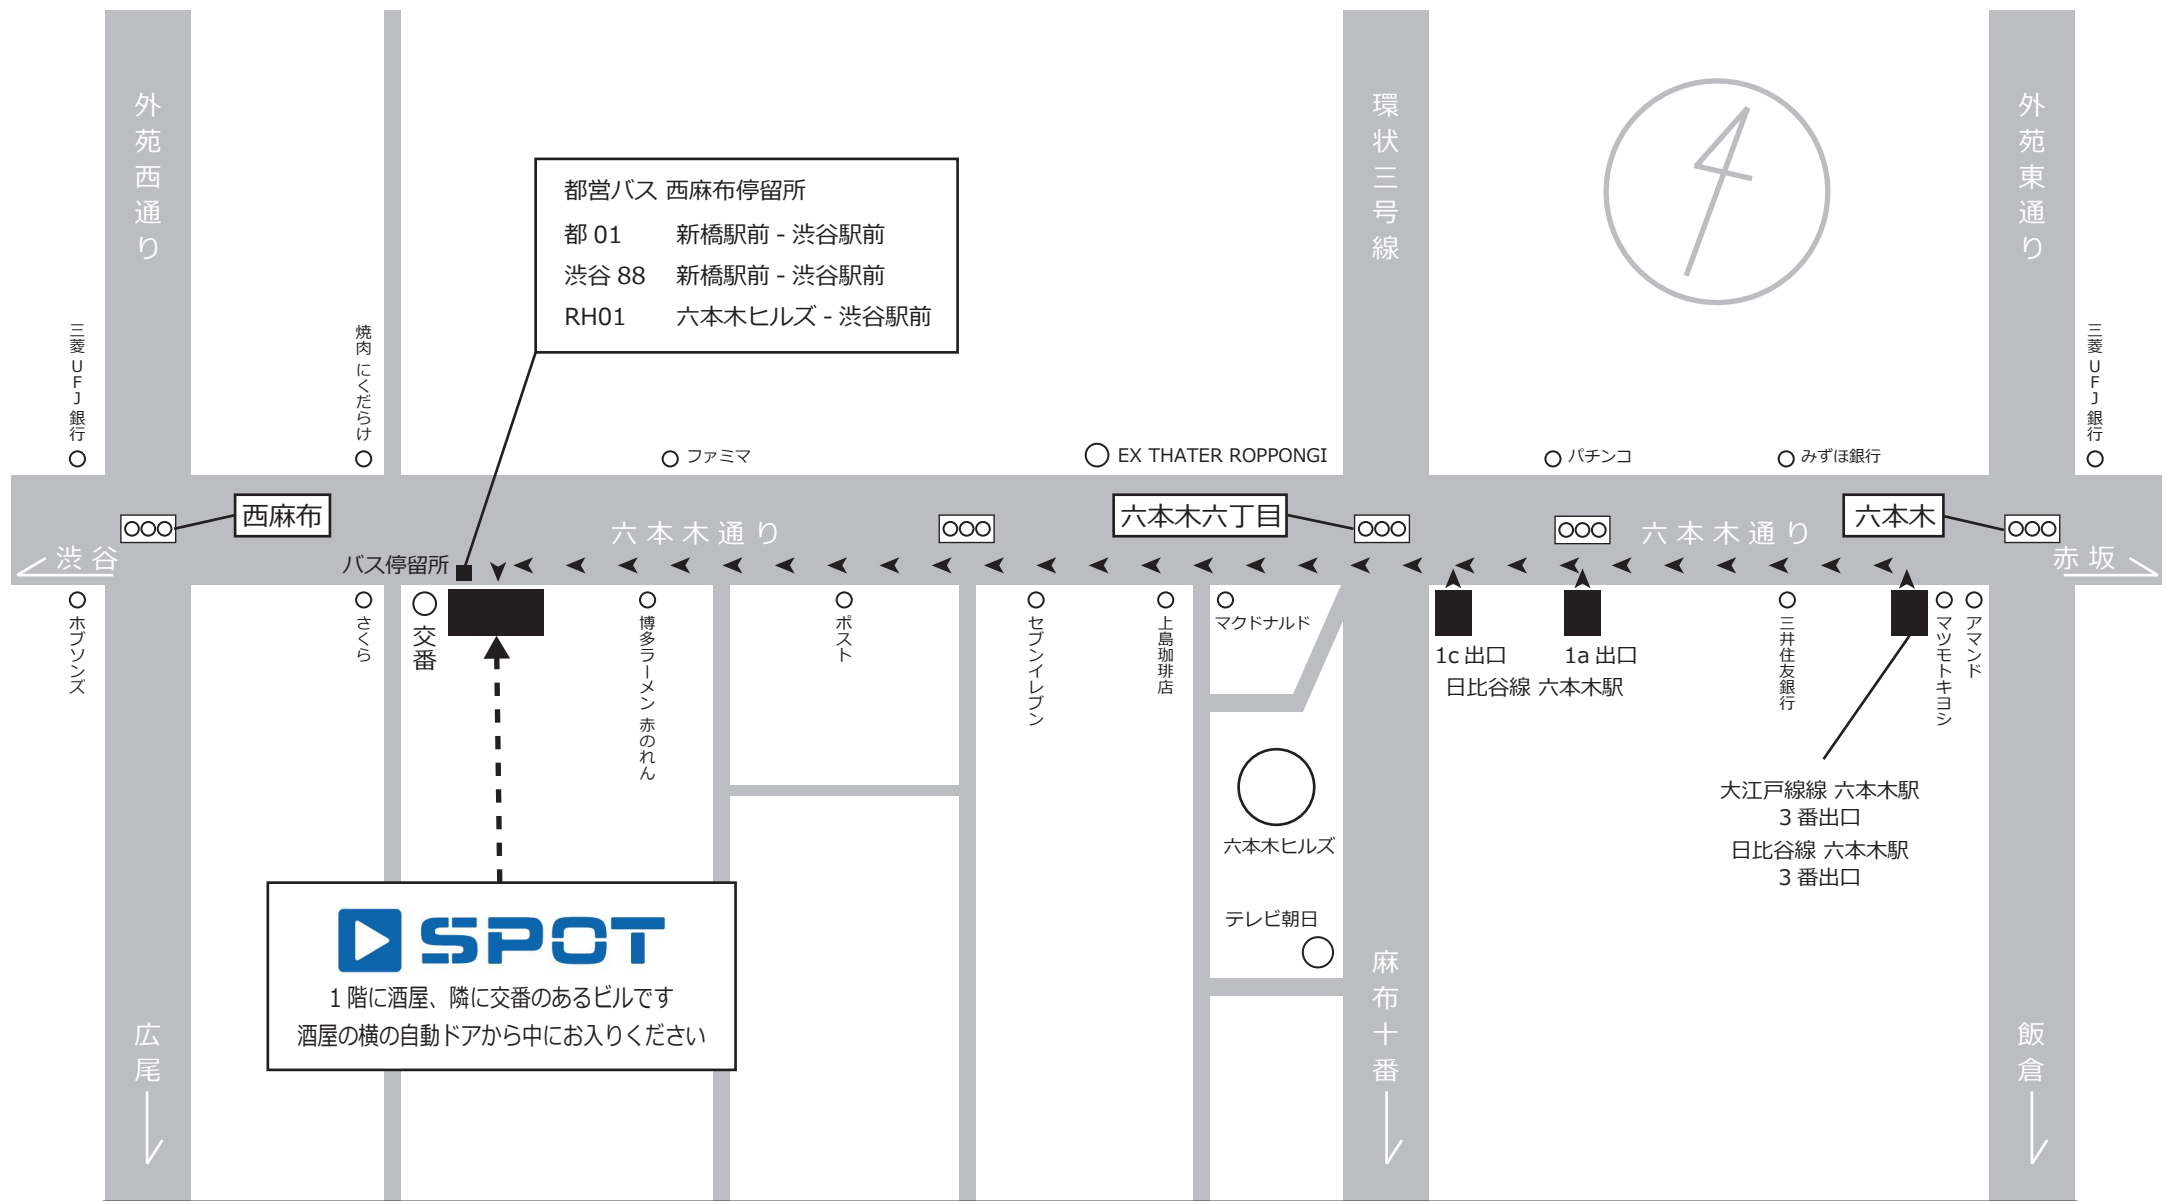 外苑西通り
環状三号線
外苑東通り
都営バス 西麻布停留所
都 01 新橋駅前 - 渋谷駅前
渋谷 88 新橋駅前 - 渋谷駅前
RH01 六本木ヒルズ - 渋谷駅前
三菱 UFJ 銀行
焼肉 にくだらけ
ファミマ
EX THATER ROPPONGI
パチンコ
みずほ銀行
三菱 UFJ 銀行
西麻布
六本木通り
六本木六丁目
六本木通り
六本木
渋谷
バス停留所
赤坂
ホブソンズ
さくら
交番
博多ラーメン 赤のれん
ポスト
セブンイレブン
上島珈琲店
マクドナルド
1c 出口
1a 出口
日比谷線 六本木駅
三井住友銀行
マツモトキヨシ
アマンド
大江戸線線 六本木駅
3 番出口
日比谷線 六本木駅
3 番出口
六本木ヒルズ
テレビ朝日
SPOT
1 階に酒屋、隣に交番のあるビルです
酒屋の横の自動ドアから中にお入りください
広尾
麻布十番
飯倉